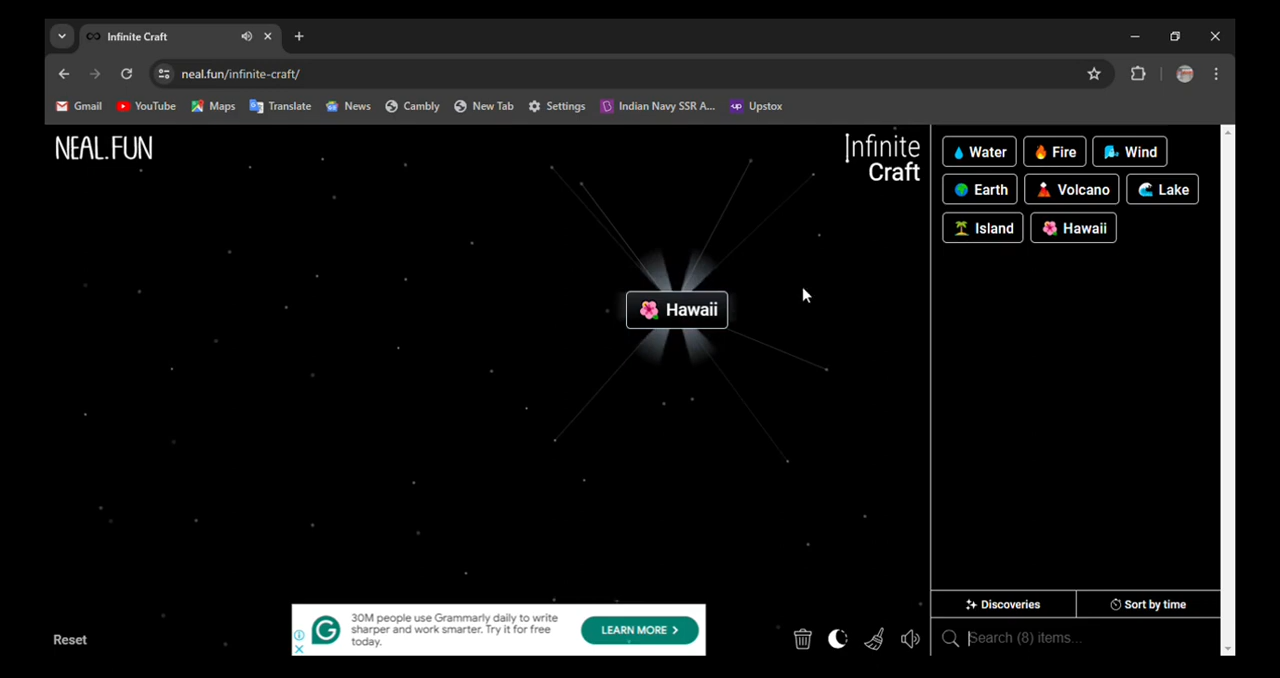 Infinite Craft
neal.fun/infinite-craft/
Gmail YouTube Maps Translate News Cambly New Tab Settings Indian Navy SSR A... Upstox
NEAL.FUN
Infinite
Craft
Water Fire Wind
Earth Volcano Lake
Island Hawaii
Hawaii
30M people use Grammarly daily to write
sharper and work smarter. Try it for free
today.
LEARN MORE
Discoveries Sort by time
Reset
Search (8) items...